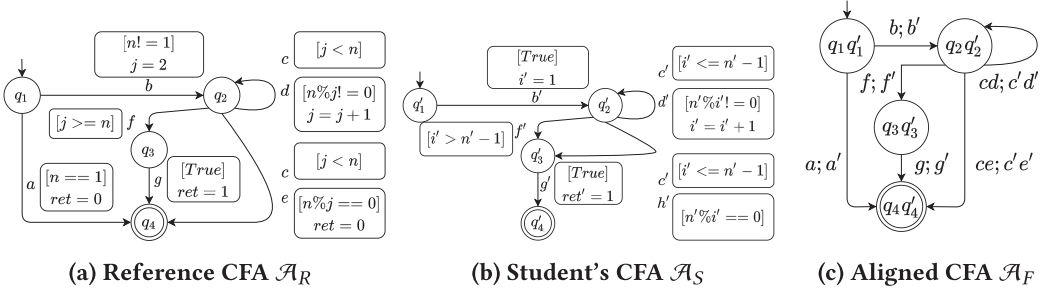 [n! = 1]
j = 2
b
q1
q2
c
[j < n]
d
[n%j! = 0]
j = j + 1
[j >= n]
f
q3
a
[n == 1]
ret = 0
g
[True]
ret = 1
q4
c
[j < n]
e
[n%j == 0]
ret = 0
(a) Reference CFA 𝒜R
[True]
i′ = 1
b′
q′1
q′2
c′
[i′ <= n′ − 1]
d′
[n′%i′! = 0]
i′ = i′ + 1
[i′ > n′ − 1]
f′
q′3
g′
[True]
ret′ = 1
q′4
c′
[i′ <= n′ − 1]
h′
[n′%i′ == 0]
(b) Student's CFA 𝒜S
q1q′1
b; b′
q2q′2
f; f′
cd; c′d′
q3q′3
a; a′
g; g′
ce; c′e′
q4q′4
(c) Aligned CFA 𝒜F